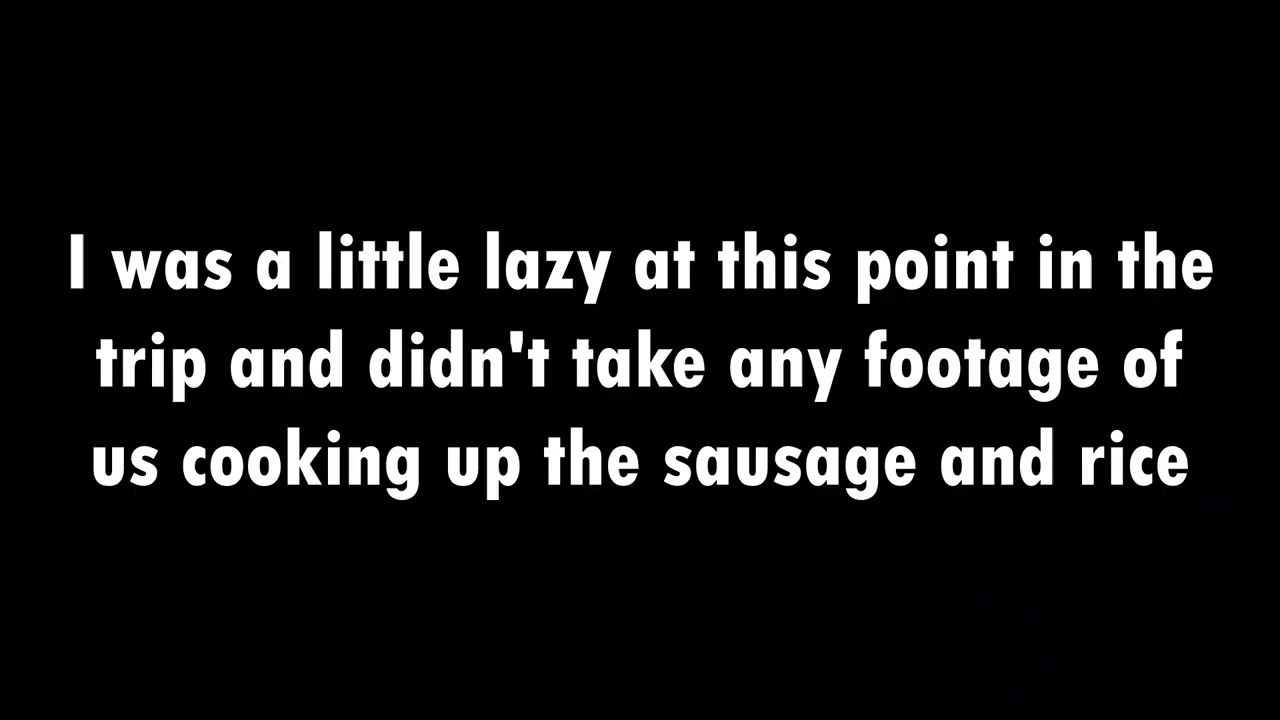 I was a little lazy at this point in the
trip and didn't take any footage of
us cooking up the sausage and rice